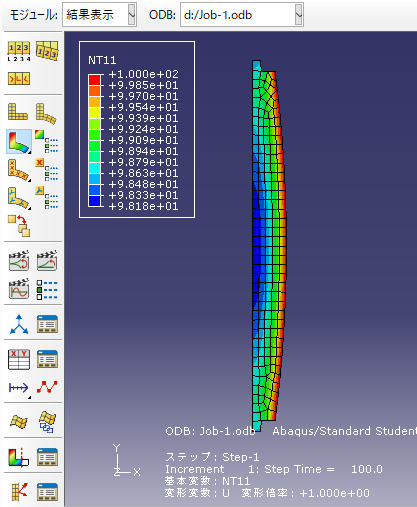 モジュール: 結果表示 ODB: d:/Job-1.odb
NT11
+1.000e+02
+9.985e+01
+9.970e+01
+9.954e+01
+9.939e+01
+9.924e+01
+9.909e+01
+9.894e+01
+9.879e+01
+9.863e+01
+9.848e+01
+9.833e+01
+9.818e+01
ODB: Job-1.odb Abaqus/Standard Student
Y
Z X
ステップ: Step-1
Increment 1: Step Time = 100.0
基本変数: NT11
変形変数: U 変形倍率: +1.000e+00